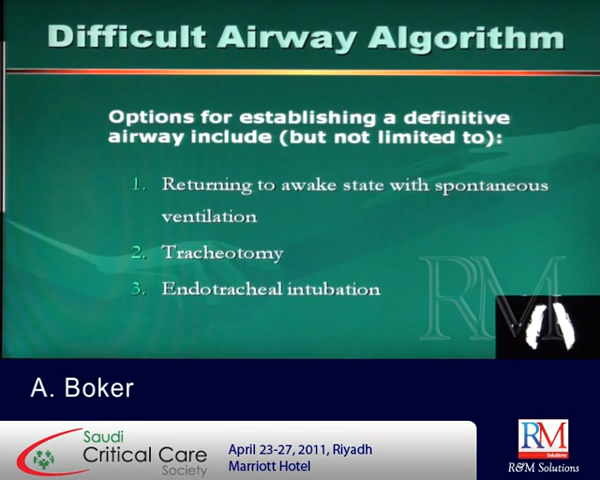 Difficult Airway Algorithm
Options for establishing a definitive
airway include (but not limited to):
1. Returning to awake state with spontaneous
ventilation
2. Tracheotomy
3. Endotracheal intubation
RM
A. Boker
Saudi
Critical Care
Society
April 23-27, 2011, Riyadh
Marriott Hotel
RM
Solutions
R&M Solutions